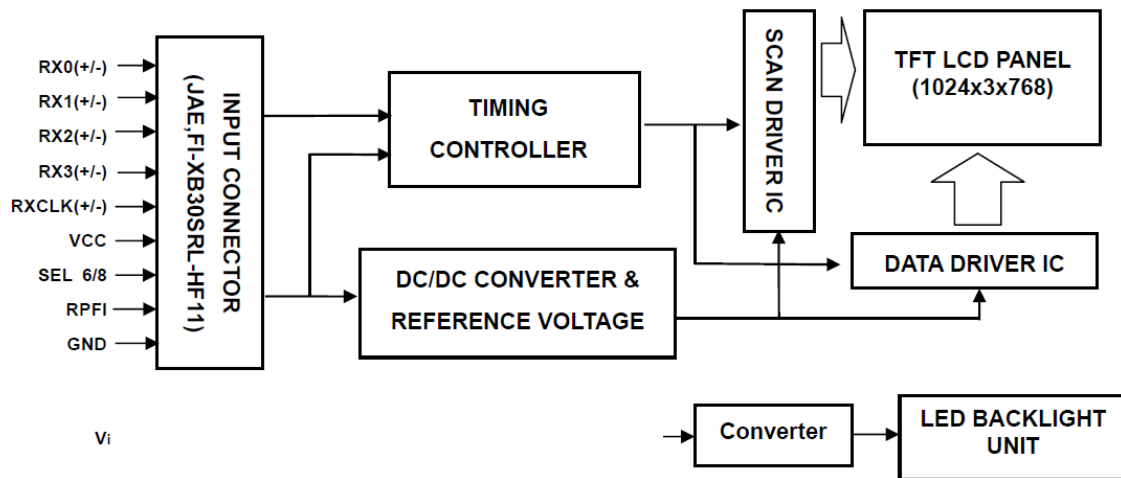 RX0(+/-)
RX1(+/-)
RX2(+/-)
RX3(+/-)
RXCLK(+/-)
VCC
SEL 6/8
RPFI
GND
INPUT CONNECTOR
(JAE,FI-XB30SRL-HF11)
TIMING
CONTROLLER
DC/DC CONVERTER &
REFERENCE VOLTAGE
SCAN DRIVER IC
TFT LCD PANEL
(1024x3x768)
DATA DRIVER IC
Vi
Converter
LED BACKLIGHT
UNIT